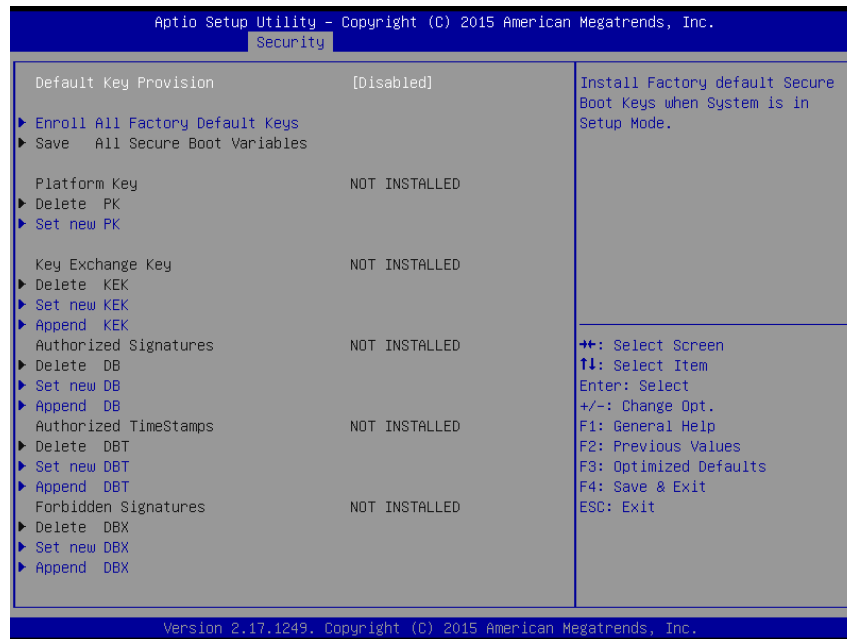 Aptio Setup Utility – Copyright (C) 2015 American Megatrends, Inc.
Security
Default Key Provision [Disabled]
Enroll All Factory Default Keys
Save All Secure Boot Variables
Platform Key NOT INSTALLED
Delete PK
Set new PK
Key Exchange Key NOT INSTALLED
Delete KEK
Set new KEK
Append KEK
Authorized Signatures NOT INSTALLED
Delete DB
Set new DB
Append DB
Authorized TimeStamps NOT INSTALLED
Delete DBT
Set new DBT
Append DBT
Forbidden Signatures NOT INSTALLED
Delete DBX
Set new DBX
Append DBX
Install Factory default Secure
Boot Keys when System is in
Setup Mode.
→←: Select Screen
↑↓: Select Item
Enter: Select
+/-: Change Opt.
F1: General Help
F2: Previous Values
F3: Optimized Defaults
F4: Save & Exit
ESC: Exit
Version 2.17.1249. Copyright (C) 2015 American Megatrends, Inc.